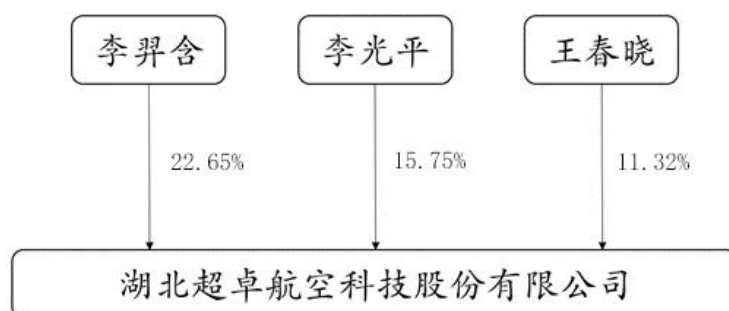 李羿含 李光平 王春晓
22.65% 15.75% 11.32%
湖北超卓航空科技股份有限公司